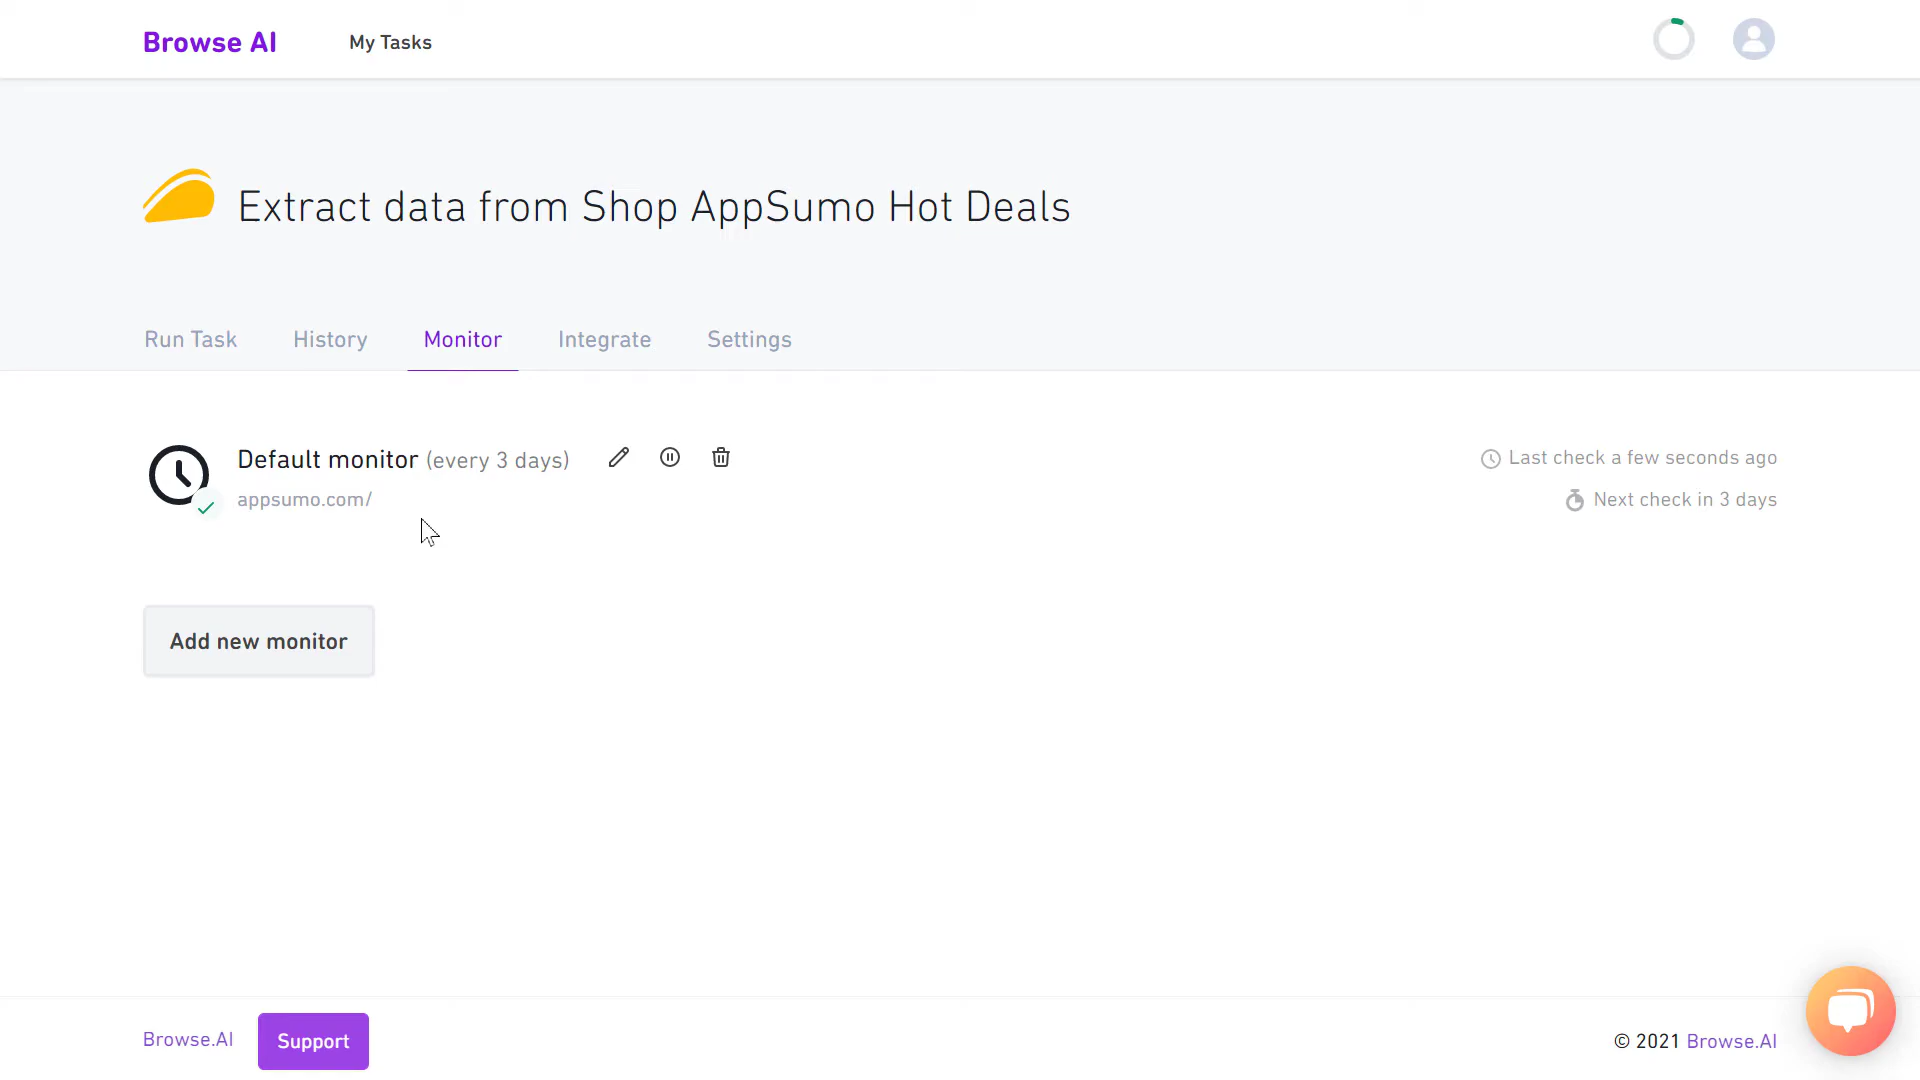 Browse AI
My Tasks
Extract data from Shop AppSumo Hot Deals
Run Task
History
Monitor
Integrate
Settings
Default monitor (every 3 days)
appsumo.com/
Last check a few seconds ago
Next check in 3 days
Add new monitor
Browse.AI
Support
© 2021 Browse.AI